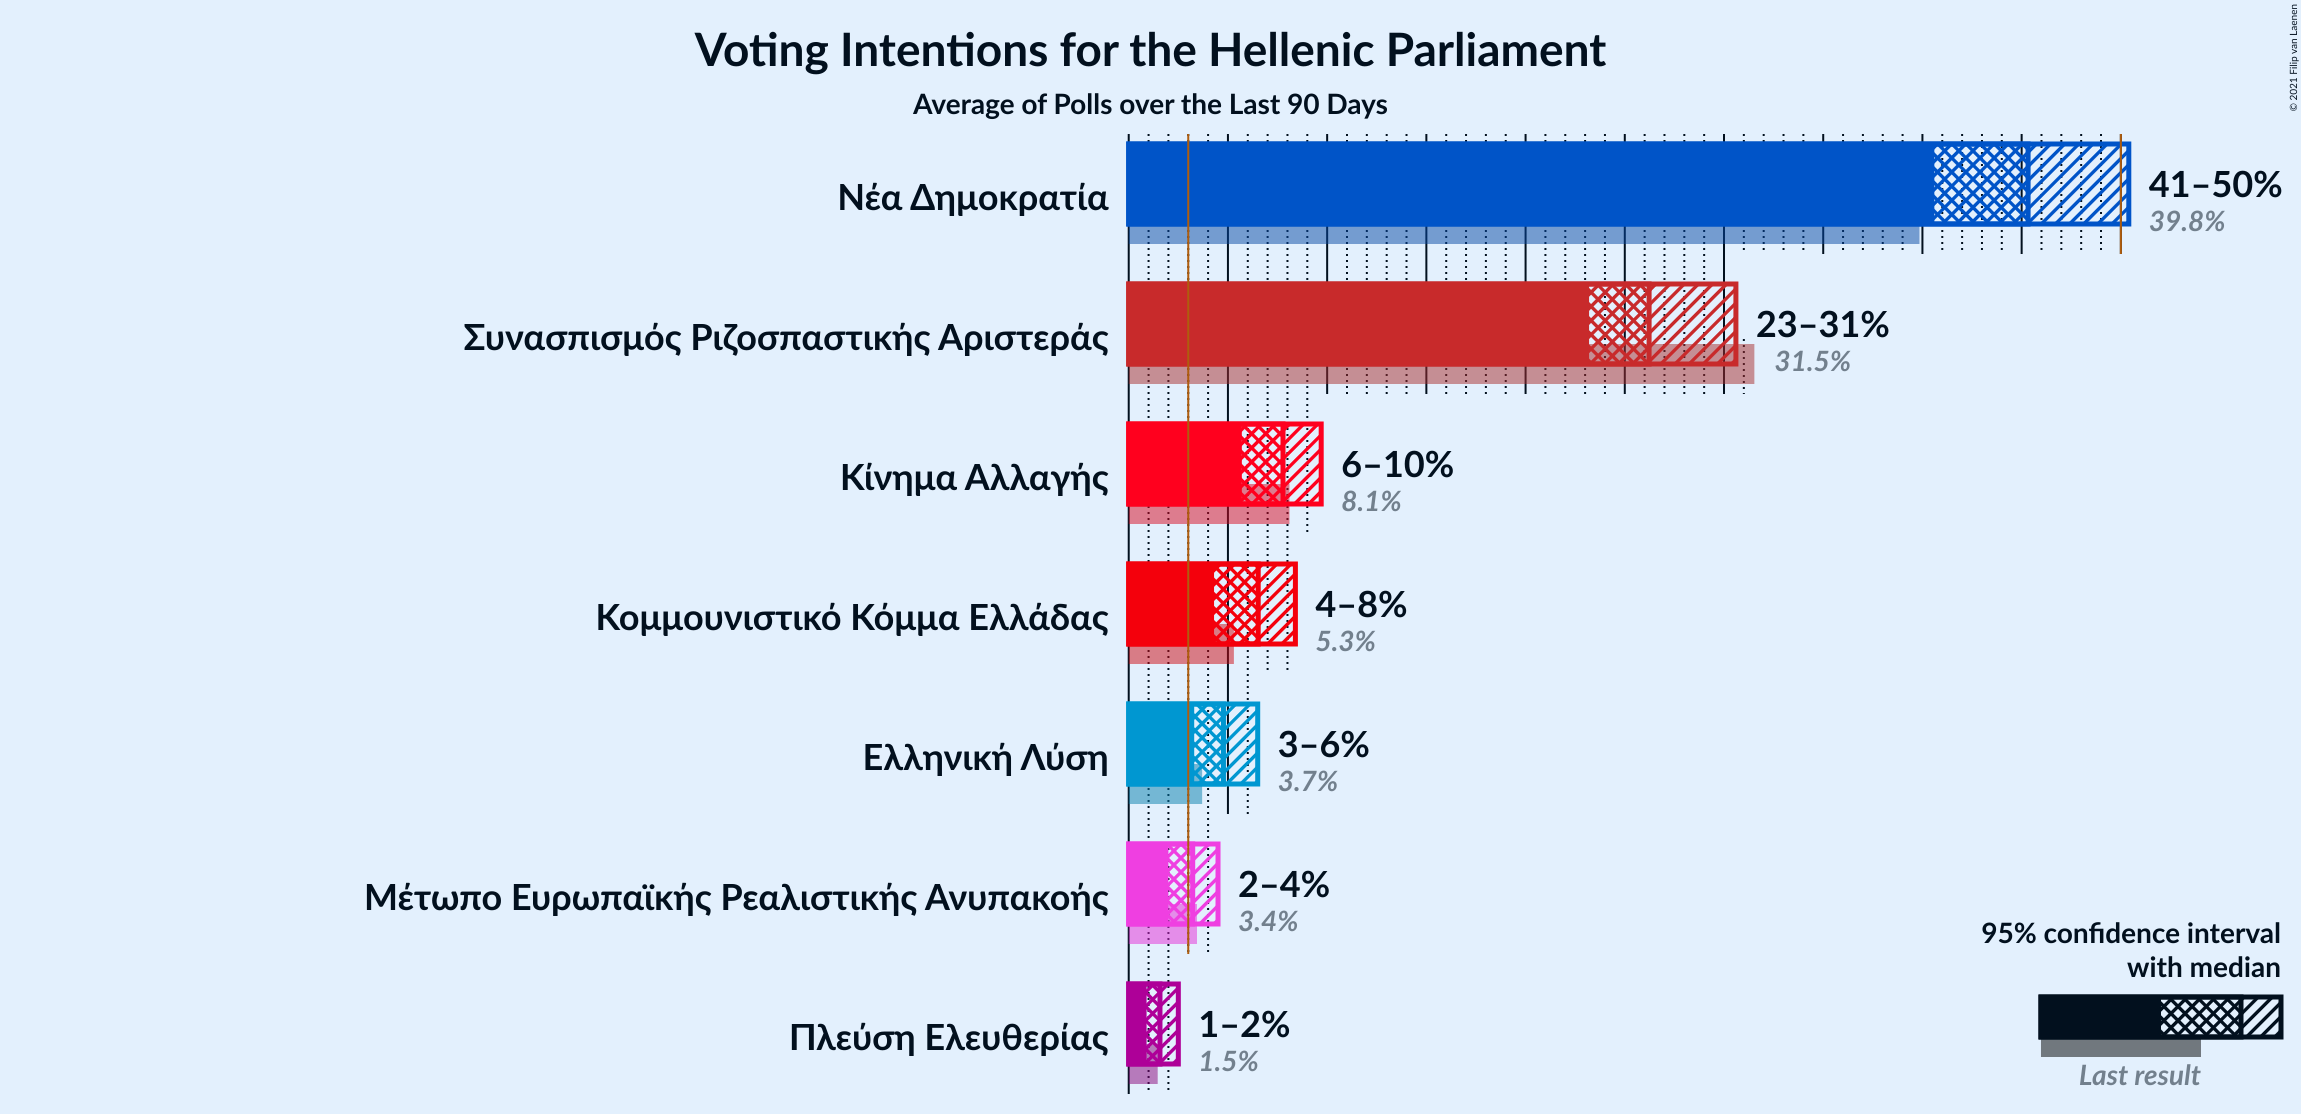 Voting Intentions for the Hellenic Parliament
Average of Polls over the Last 90 Days
© 2021 Filip van Laenen
Νέα Δημοκρατία
41–50%
39.8%
Συνασπισμός Ριζοσπαστικής Αριστεράς
23–31%
31.5%
Κίνημα Αλλαγής
6–10%
8.1%
Κομμουνιστικό Κόμμα Ελλάδας
4–8%
5.3%
Ελληνική Λύση
3–6%
3.7%
Μέτωπο Ευρωπαϊκής Ρεαλιστικής Ανυπακοής
2–4%
3.4%
Πλεύση Ελευθερίας
1–2%
1.5%
95% confidence interval
with median
Last result